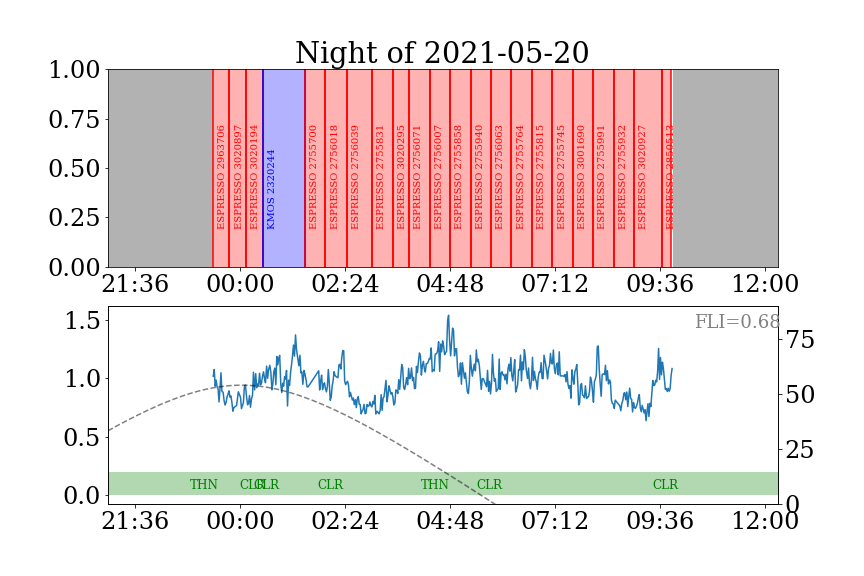 Night of 2021-05-20
1.00
0.75
0.50
0.25
0.00
ESPRESSO 2963706
ESPRESSO 3020897
ESPRESSO 3020194
KMOS 2320244
ESPRESSO 2755700
ESPRESSO 2756018
ESPRESSO 2756039
ESPRESSO 2755831
ESPRESSO 3020295
ESPRESSO 2756071
ESPRESSO 2756007
ESPRESSO 2755858
ESPRESSO 2755940
ESPRESSO 2756063
ESPRESSO 2755764
ESPRESSO 2755815
ESPRESSO 2755745
ESPRESSO 3001690
ESPRESSO 2755991
ESPRESSO 2755932
ESPRESSO 3020927
ESPRESSO 2850513
21:36 00:00 02:24 04:48 07:12 09:36 12:00
1.5
1.0
0.5
0.0
FLI=0.68
75
50
25
0
THN CLR CLR CLR THN CLR CLR
21:36 00:00 02:24 04:48 07:12 09:36 12:00